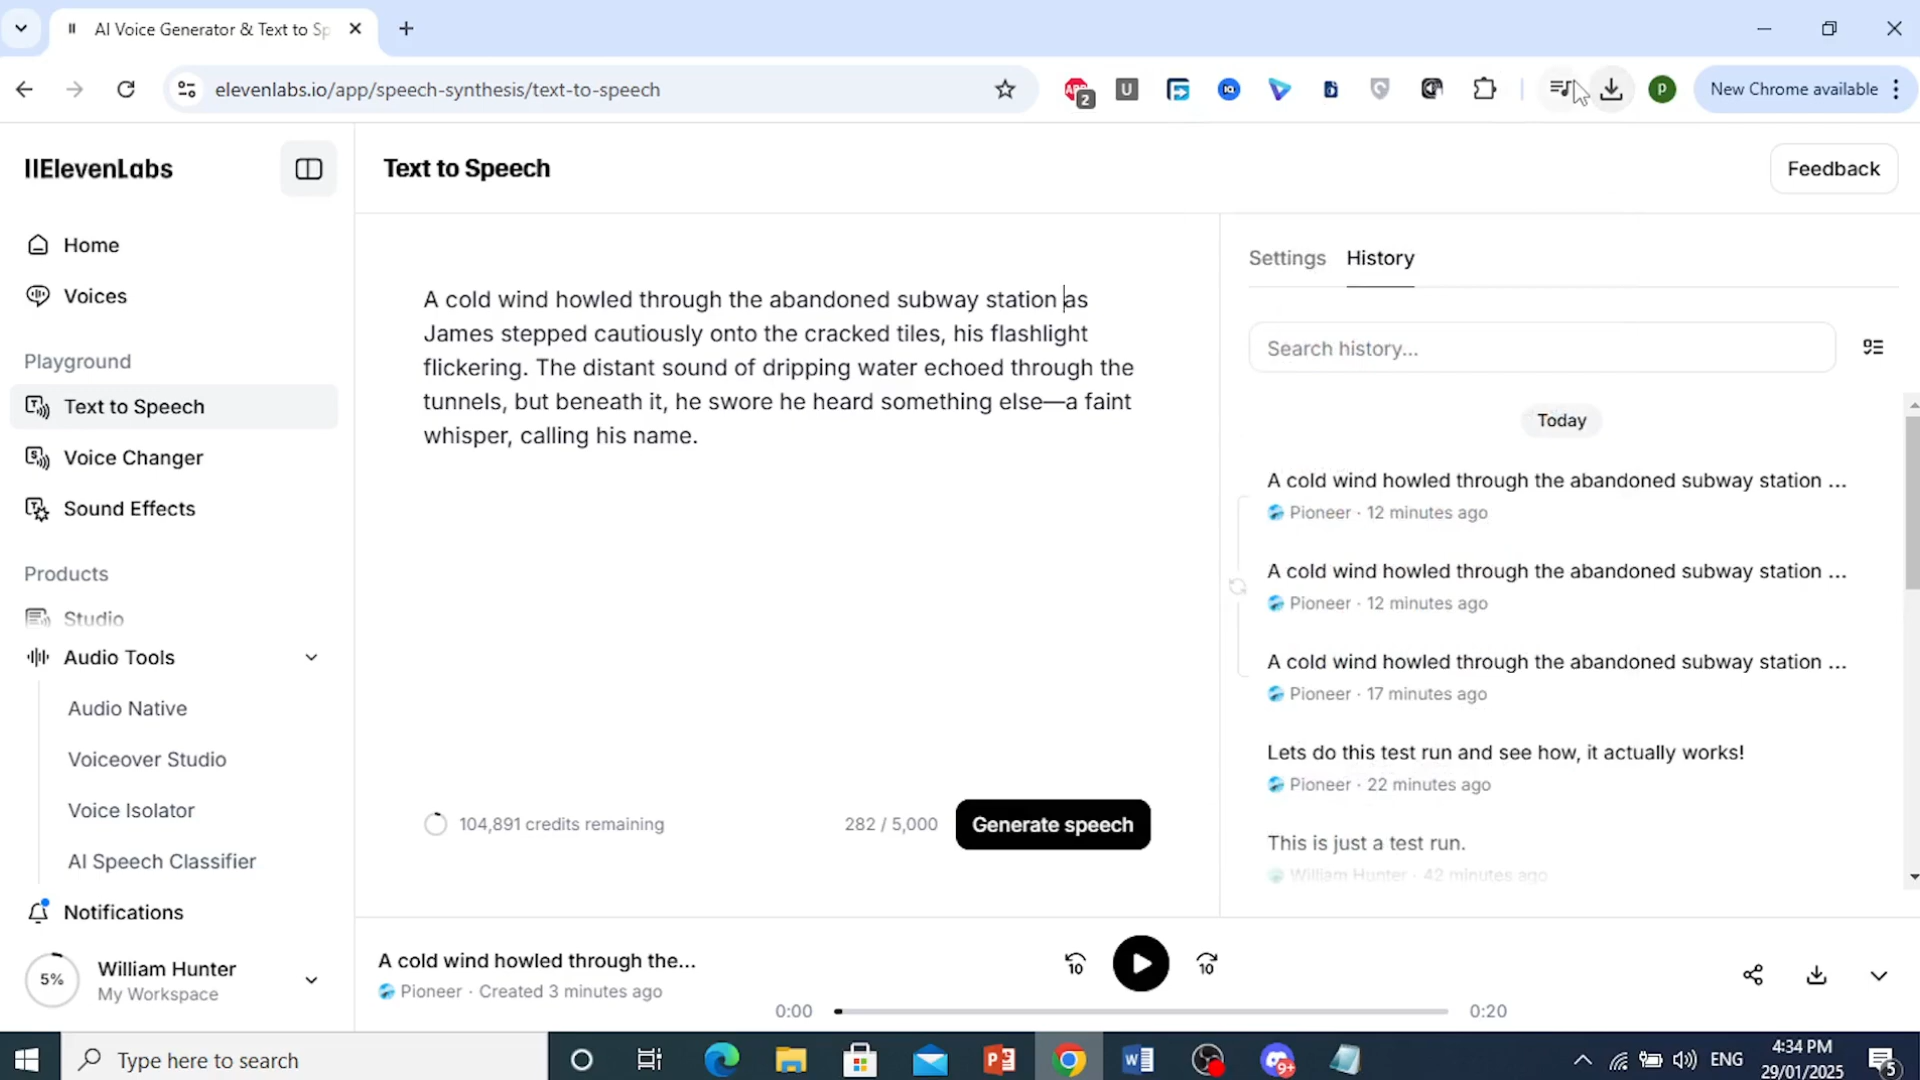 AI Voice Generator & Text to Sp
elevenlabs.io/app/speech-synthesis/text-to-speech
2
U
IQ
P
New Chrome available
IIElevenLabs
Text to Speech
Feedback
Home
Voices
Playground
Text to Speech
Voice Changer
Sound Effects
Products
Studio
Audio Tools
Audio Native
Voiceover Studio
Voice Isolator
AI Speech Classifier
Notifications
5%
William Hunter
My Workspace
A cold wind howled through the abandoned subway station as
James stepped cautiously onto the cracked tiles, his flashlight
flickering. The distant sound of dripping water echoed through the
tunnels, but beneath it, he swore he heard something else—a faint
whisper, calling his name.
104,891 credits remaining
282 / 5,000
Generate speech
Settings
History
Search history...
Today
A cold wind howled through the abandoned subway station ...
Pioneer · 12 minutes ago
A cold wind howled through the abandoned subway station ...
Pioneer · 12 minutes ago
A cold wind howled through the abandoned subway station ...
Pioneer · 17 minutes ago
Lets do this test run and see how, it actually works!
Pioneer · 22 minutes ago
This is just a test run.
William Hunter · 42 minutes ago
A cold wind howled through the...
Pioneer · Created 3 minutes ago
10
10
0:00
0:20
Type here to search
9+
ENG
4:34 PM
29/01/2025
5